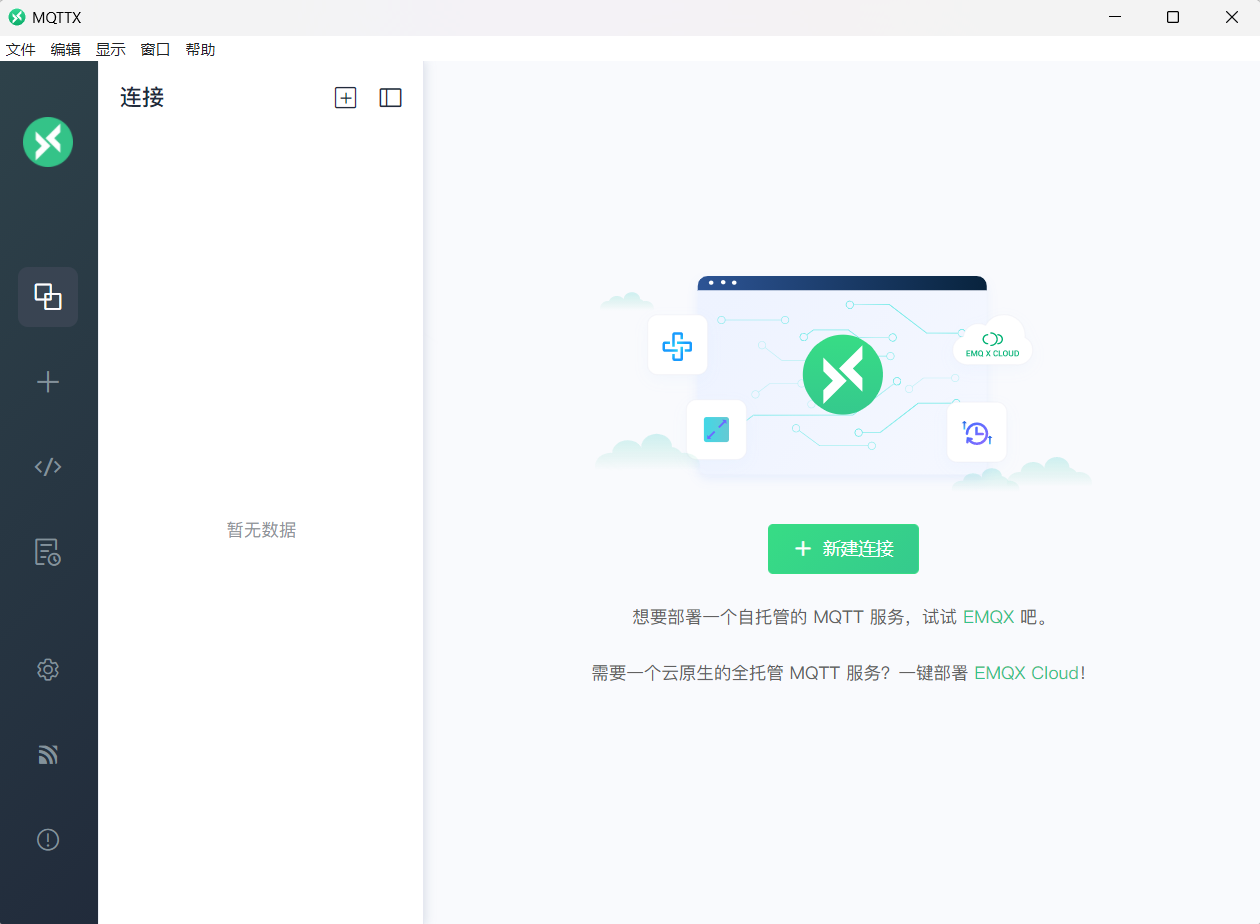 MQTTX
文件 编辑 显示 窗口 帮助
连接
暂无数据
EMQ X CLOUD
新建连接
想要部署一个自托管的 MQTT 服务，试试 EMQX 吧。
需要一个云原生的全托管 MQTT 服务？一键部署 EMQX Cloud！